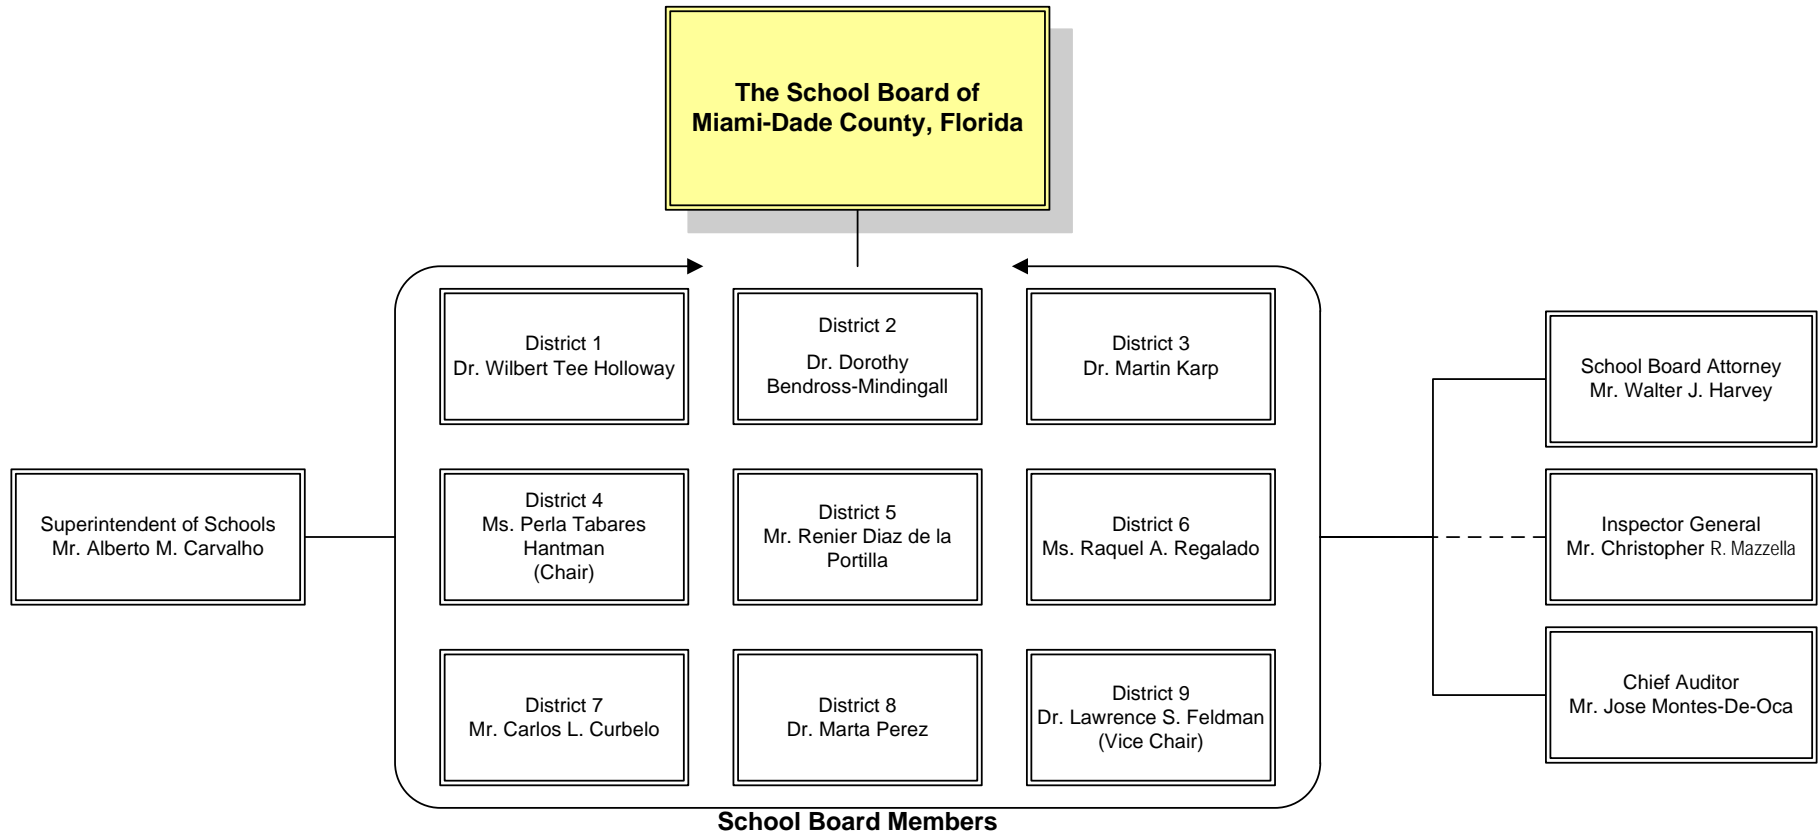 The School Board of
Miami-Dade County, Florida
District 1
Dr. Wilbert Tee Holloway
District 2
Dr. Dorothy
Bendross-Mindingall
District 3
Dr. Martin Karp
School Board Attorney
Mr. Walter J. Harvey
Superintendent of Schools
Mr. Alberto M. Carvalho
District 4
Ms. Perla Tabares
Hantman
(Chair)
District 5
Mr. Renier Diaz de la
Portilla
District 6
Ms. Raquel A. Regalado
Inspector General
Mr. Christopher R. Mazzella
District 7
Mr. Carlos L. Curbelo
District 8
Dr. Marta Perez
District 9
Dr. Lawrence S. Feldman
(Vice Chair)
Chief Auditor
Mr. Jose Montes-De-Oca
School Board Members